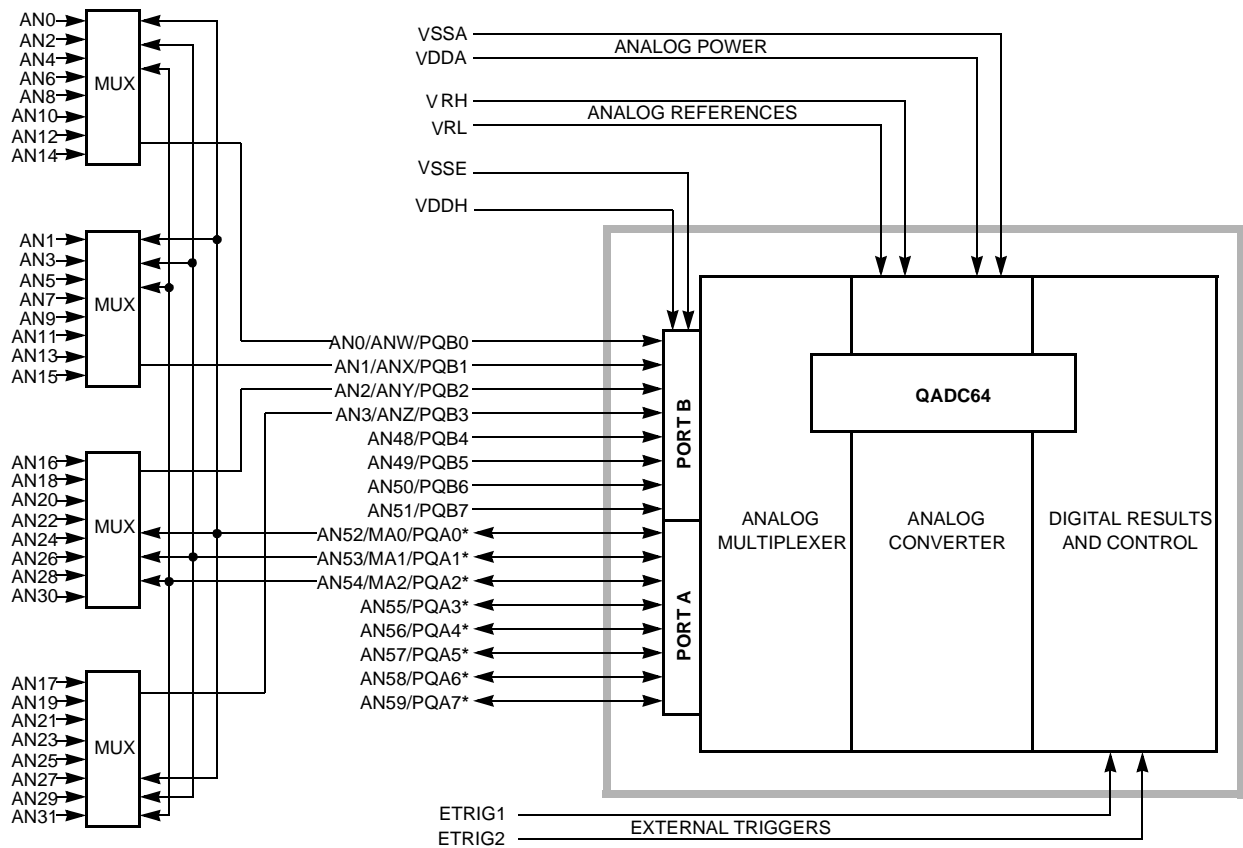 AN0
AN2
AN4
AN6
AN8
AN10
AN12
AN14
MUX
AN1
AN3
AN5
AN7
AN9
AN11
AN13
AN15
MUX
AN16
AN18
AN20
AN22
AN24
AN26
AN28
AN30
MUX
AN17
AN19
AN21
AN23
AN25
AN27
AN29
AN31
MUX
VSSA
ANALOG POWER
VDDA
VRH
ANALOG REFERENCES
VRL
VSSE
VDDH
AN0/ANW/PQB0
AN1/ANX/PQB1
AN2/ANY/PQB2
AN3/ANZ/PQB3
AN48/PQB4
AN49/PQB5
AN50/PQB6
AN51/PQB7
AN52/MA0/PQA0*
AN53/MA1/PQA1*
AN54/MA2/PQA2*
AN55/PQA3*
AN56/PQA4*
AN57/PQA5*
AN58/PQA6*
AN59/PQA7*
PORT B
PORT A
QADC64
ANALOG
MULTIPLEXER
ANALOG
CONVERTER
DIGITAL RESULTS
AND CONTROL
ETRIG1
EXTERNAL TRIGGERS
ETRIG2